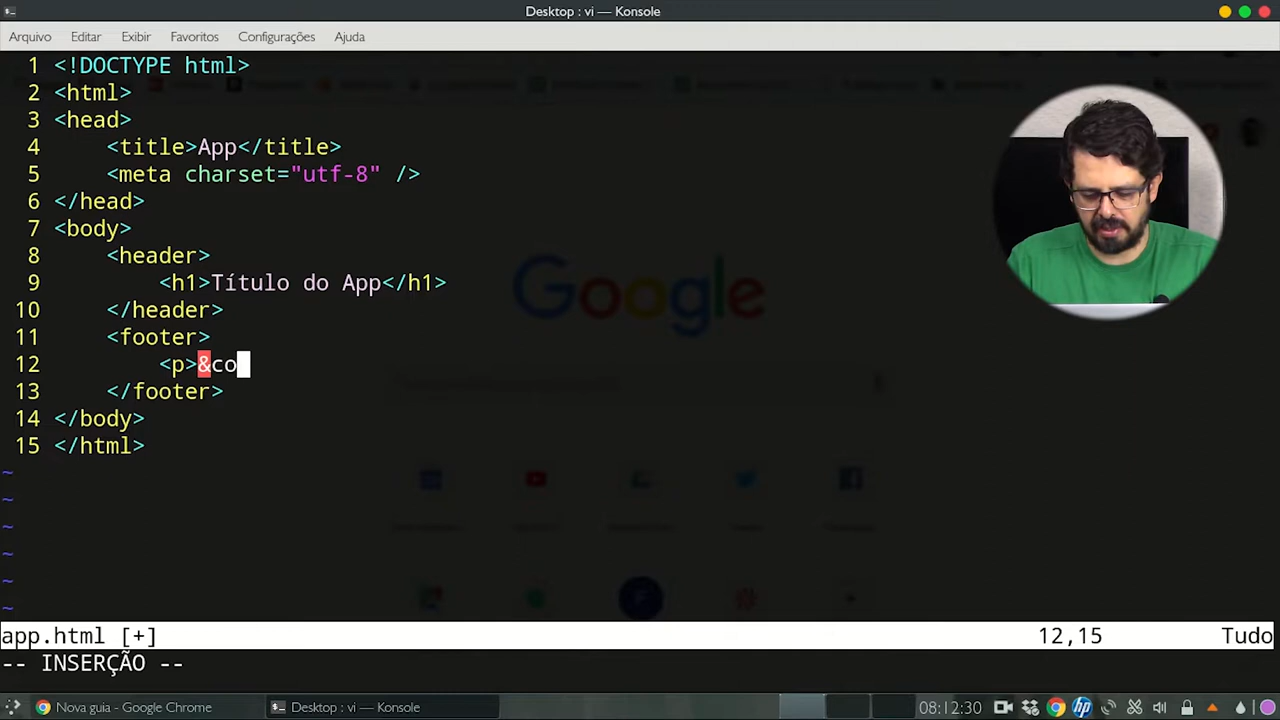 Desktop : vi — Konsole
Arquivo Editar Exibir Favoritos Configurações Ajuda
1 <!DOCTYPE html>
2 <html>
3 <head>
4 <title>App</title>
5 <meta charset="utf-8" />
6 </head>
7 <body>
8 <header>
9 <h1>Título do App</h1>
10 </header>
11 <footer>
12 <p>&co
13 </footer>
14 </body>
15 </html>
~
~
~
~
~
~
Google
app.html [+] 12,15 Tudo
-- INSERÇÃO --
Nova guia - Google Chrome Desktop : vi — Konsole 08:12:30